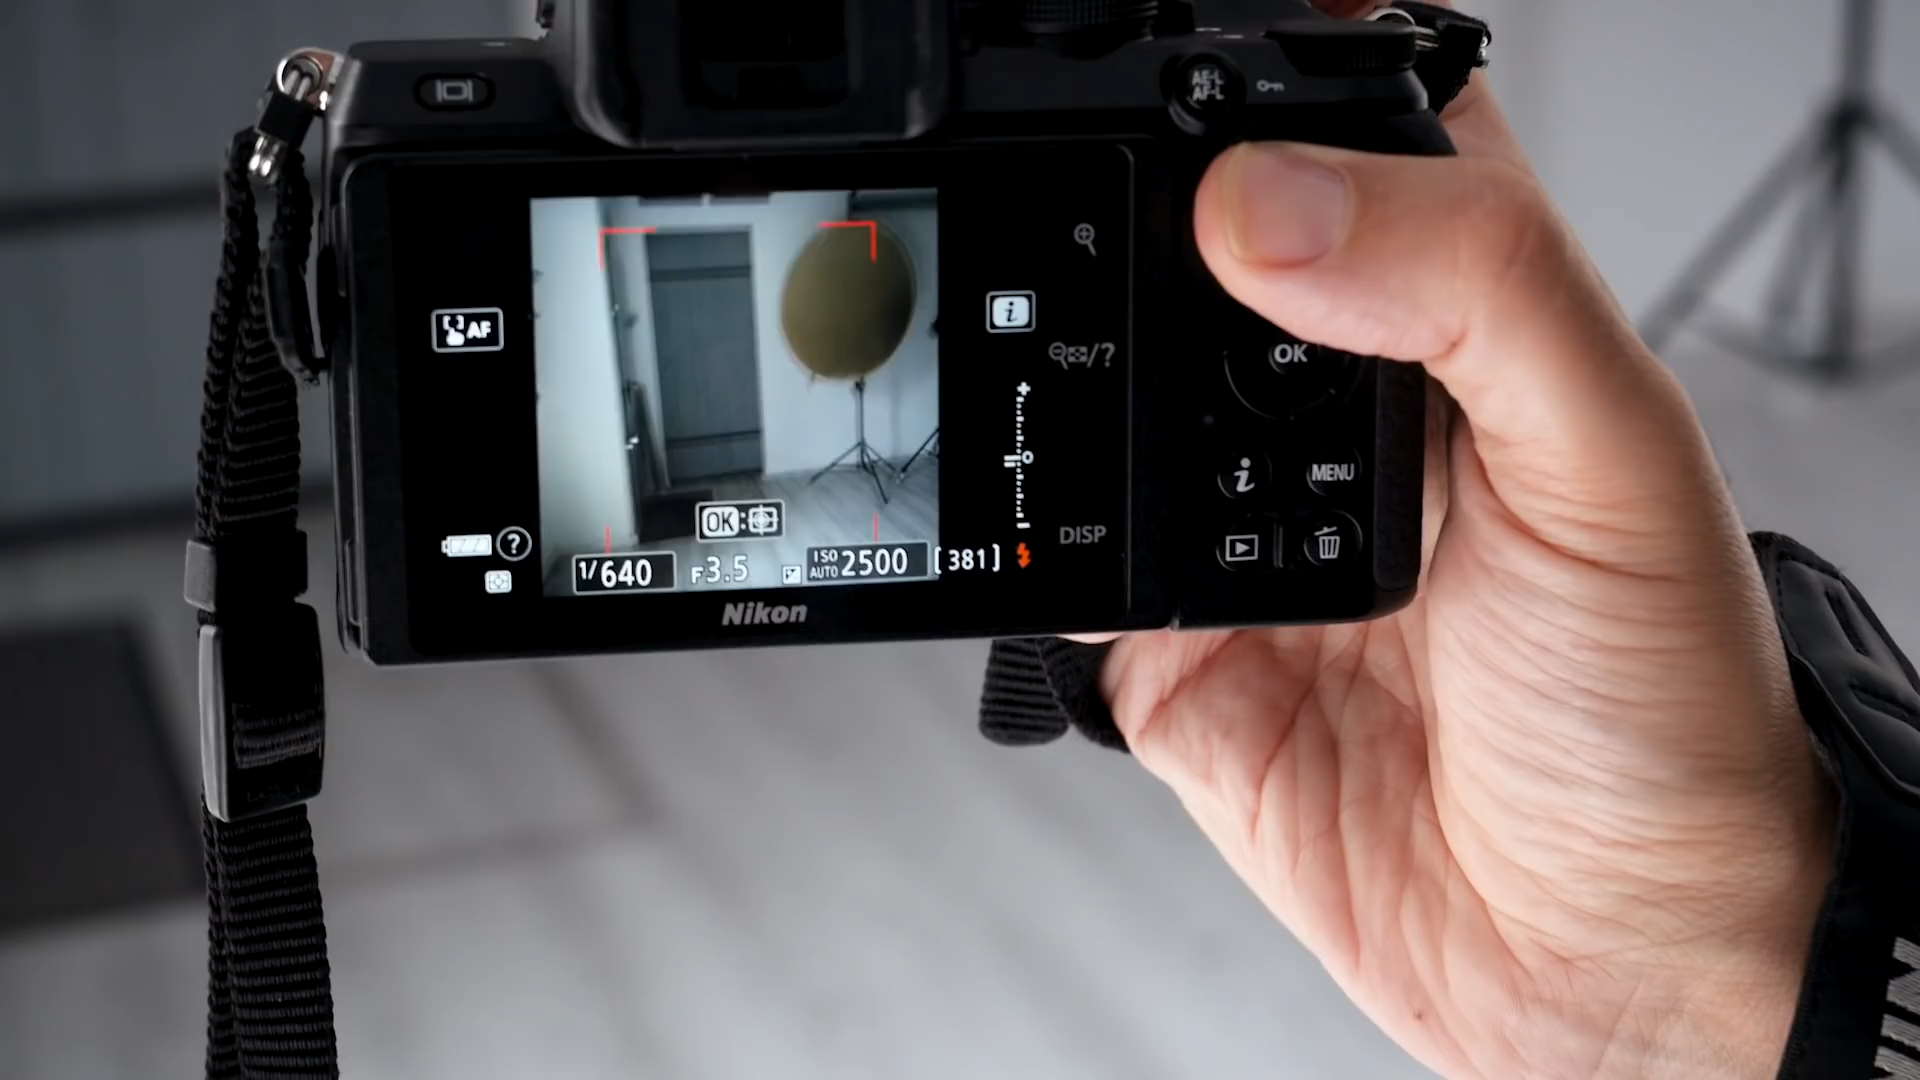 AE-L
AF-L
AF
i
/?
OK
+
o
i
MENU
OK:
?
DISP
1/640
F3.5
ISO
AUTO 2500
[381]
Nikon